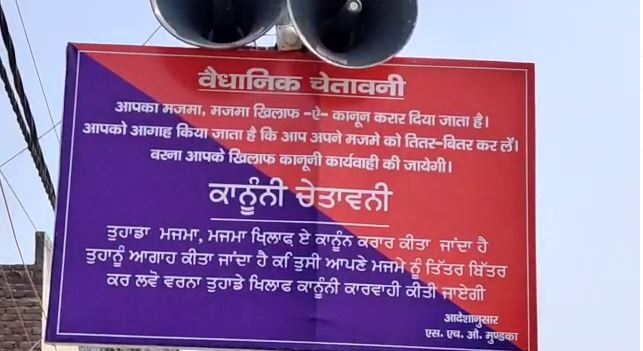 वैधानिक चेतावनी
आपका मजमा, मजमा खिलाफ -ऐ- कानून करार दिया जाता है।
आपको आगाह किया जाता है कि आप अपने मजमे को तितर-बितर कर लें।
वरना आपके खिलाफ कानूनी कार्यवाही की जायेगी।
ਕਾਨੂੰਨੀ ਚੇਤਾਵਨੀ
ਤੁਹਾਡਾ ਮਜਮਾ, ਮਜਮਾ ਖਿਲਾਫ਼ ਏ ਕਾਨੂੰਨ ਕਰਾਰ ਕੀਤਾ ਜਾਂਦਾ ਹੈ
ਤੁਹਾਨੂੰ ਆਗਾਹ ਕੀਤਾ ਜਾਂਦਾ ਹੈ ਕਿ ਤੁਸੀ ਆਪਣੇ ਮਜਮੇ ਨੂੰ ਤਿੱਤਰ ਬਿੱਤਰ
ਕਰ ਲਵੋ ਵਰਨਾ ਤੁਹਾਡੇ ਖਿਲਾਫ ਕਾਨੂੰਨੀ ਕਾਰਵਾਹੀ ਕੀਤੀ ਜਾਏਗੀ
आदेशानुसार
एस. एच. ओ. मुण्डका